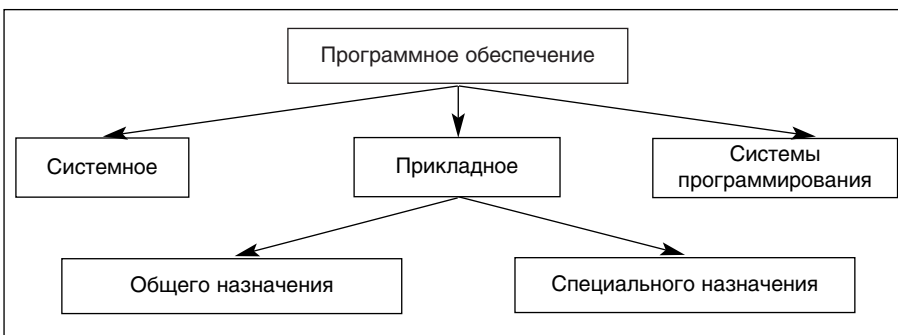 Программное обеспечение
Системное
Прикладное
Системы
программирования
Общего назначения
Специального назначения